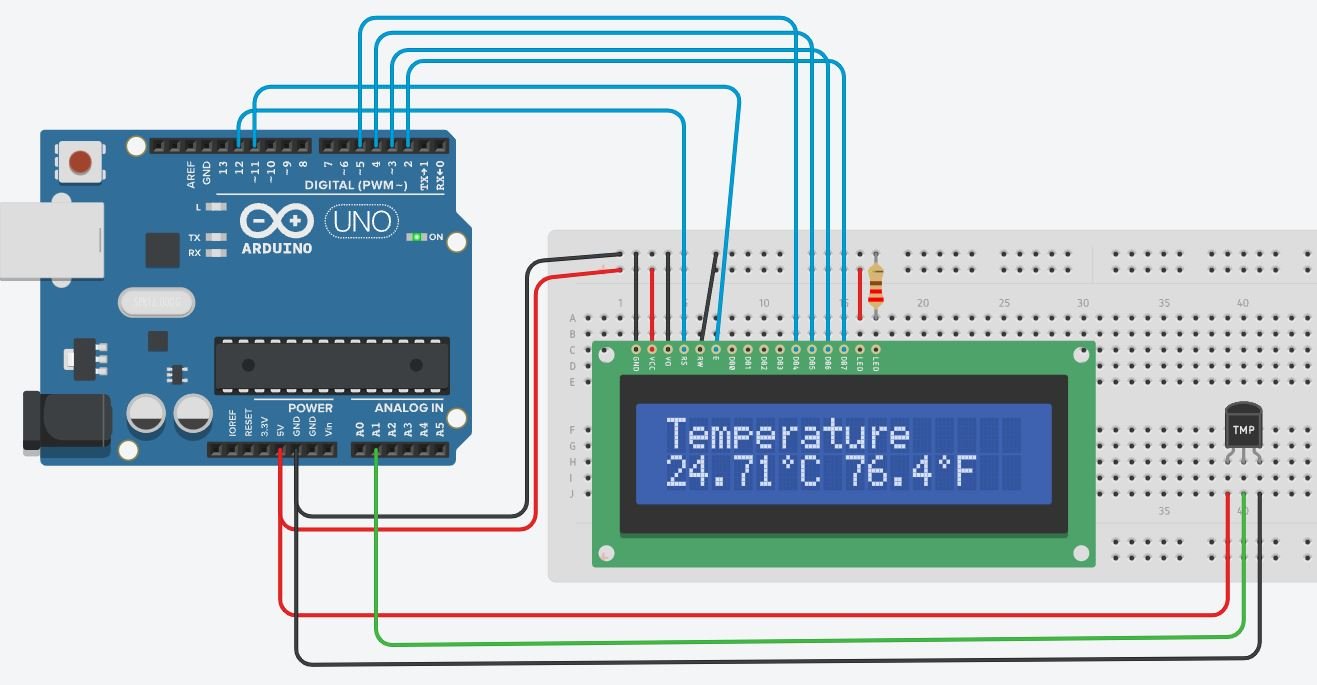 AREF
GND
13
12
~11
~10
~9
8
7
~6
~5
4
~3
2
TX→1
RX←0
DIGITAL (PWM~)
L
TX
RX
ARDUINO
UNO
ON
POWER
ANALOG IN
IOREF
RESET
3.3V
5V
GND
GND
Vin
A0
A1
A2
A3
A4
A5
1 5 10 15 20 25 30 35 40
A
B
C
D
E
F
G
H
I
J
GND
VCC
V0
RS
RW
E
DB0
DB1
DB2
DB3
DB4
DB5
DB6
DB7
LED
LED
Temperature
24.71°C 76.4°F
TMP
35 40